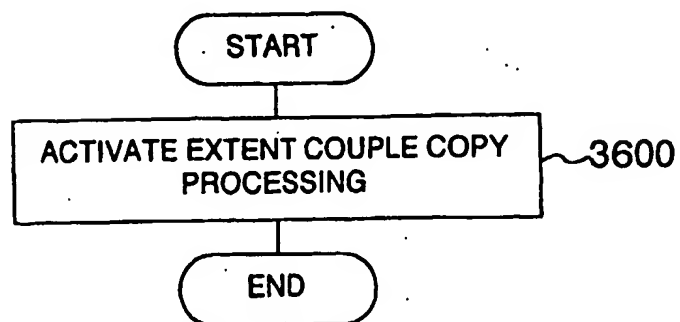 START
ACTIVATE EXTENT COUPLE COPY
PROCESSING
3600
END